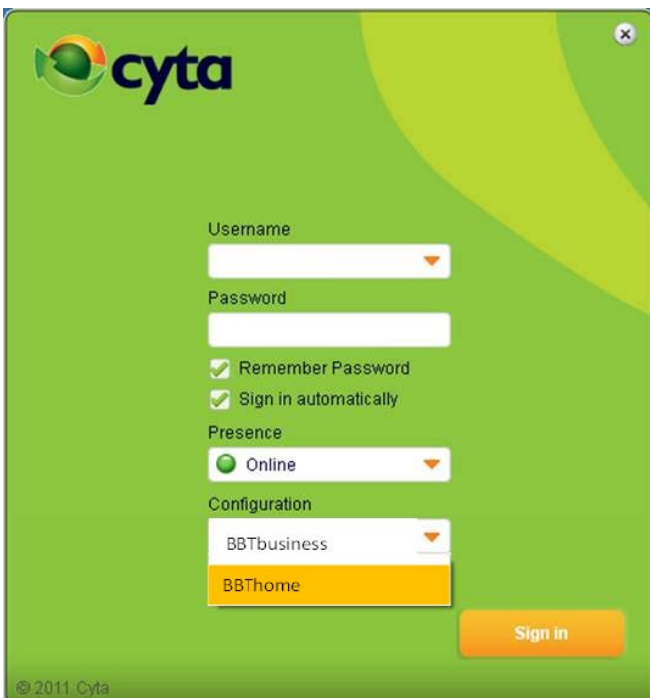 cyta
Username
Password
Remember Password
Sign in automatically
Presence
Online
Configuration
BBTbusiness
BBThome
Sign in
© 2011 Cyta